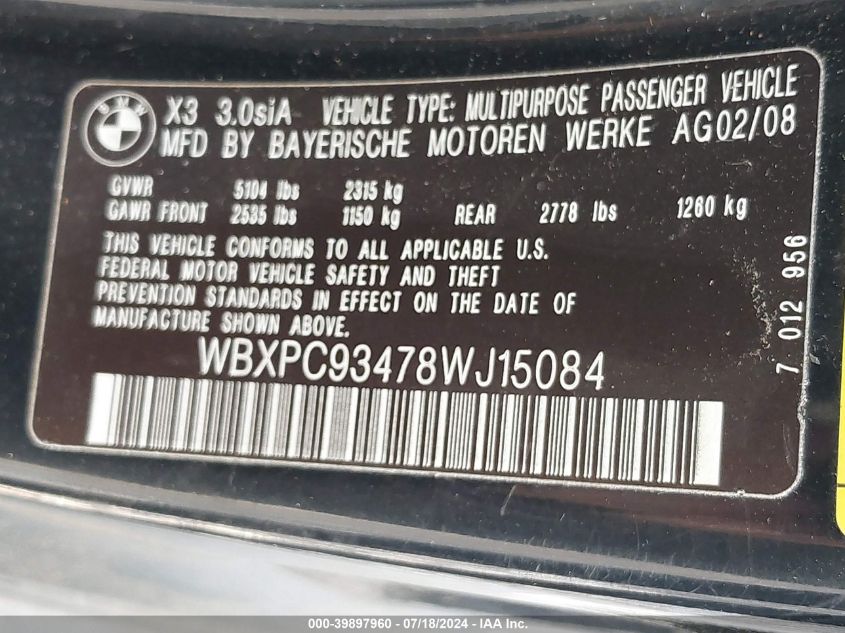 BMW
X3 3.0siA VEHICLE TYPE: MULTIPURPOSE PASSENGER VEHICLE
MFD BY BAYERISCHE MOTOREN WERKE AG02/08
GVWR 5104 lbs 2315 kg
GAWR FRONT 2535 lbs 1150 kg REAR 2778 lbs 1260 kg
THIS VEHICLE CONFORMS TO ALL APPLICABLE U.S.
FEDERAL MOTOR VEHICLE SAFETY AND THEFT
PREVENTION STANDARDS IN EFFECT ON THE DATE OF
MANUFACTURE SHOWN ABOVE.
WBXPC93478WJ15084
7 012 956
000-39897960 - 07/18/2024 - IAA, Inc.